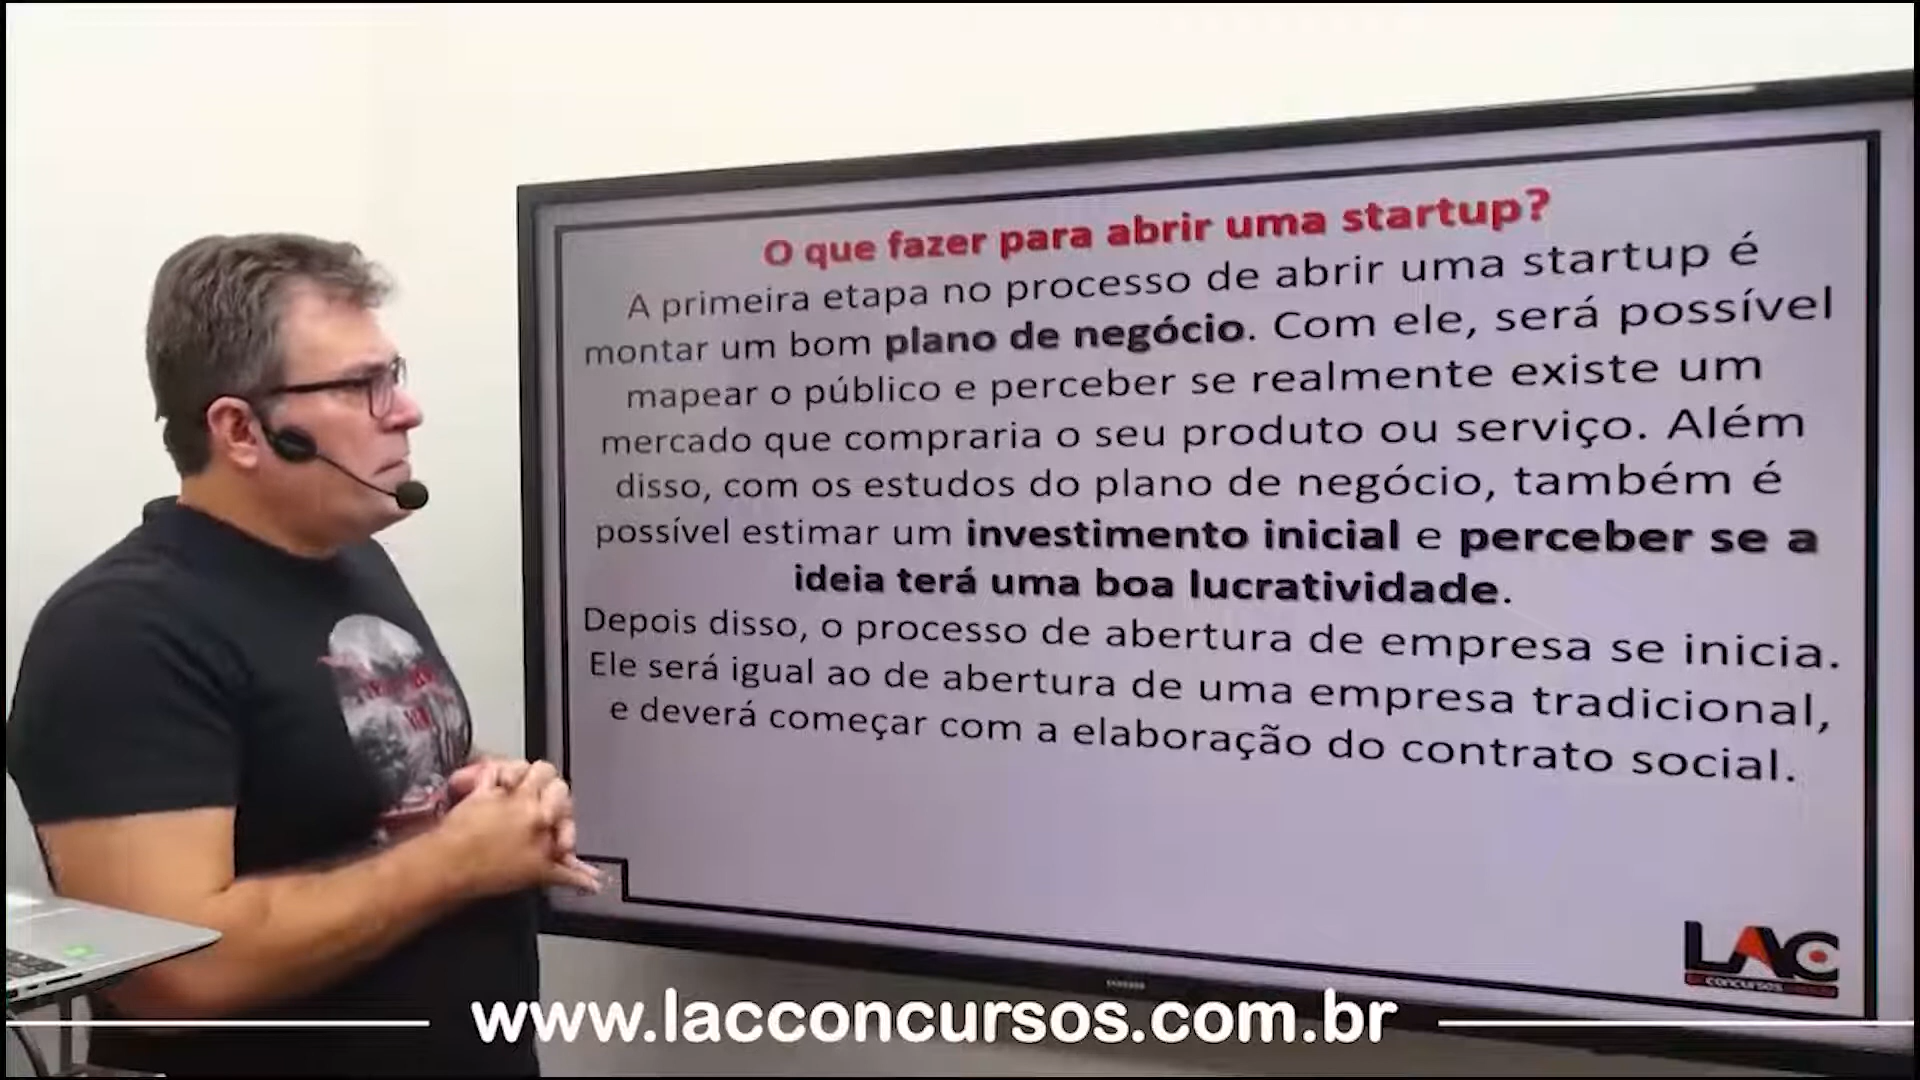 O que fazer para abrir uma startup?
A primeira etapa no processo de abrir uma startup é
montar um bom plano de negócio. Com ele, será possível
mapear o público e perceber se realmente existe um
mercado que compraria o seu produto ou serviço. Além
disso, com os estudos do plano de negócio, também é
possível estimar um investimento inicial e perceber se a
ideia terá uma boa lucratividade.
Depois disso, o processo de abertura de empresa se inicia.
Ele será igual ao de abertura de uma empresa tradicional,
e deverá começar com a elaboração do contrato social.
LAC
concursos
www.lacconcursos.com.br